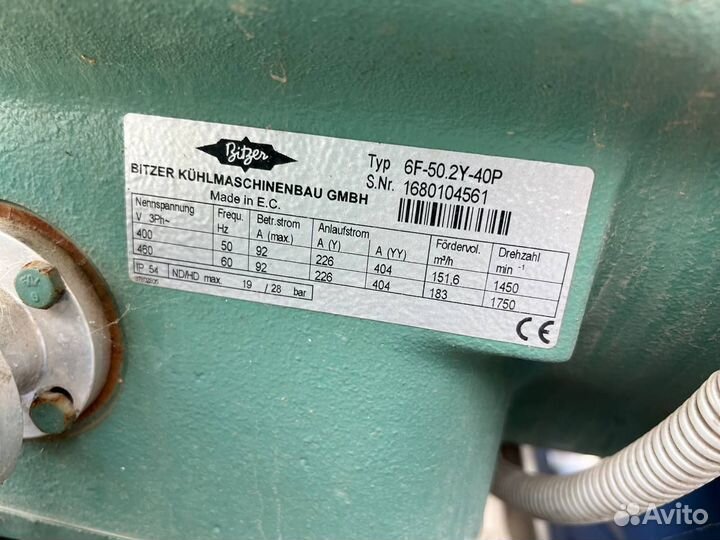 Bitzer
Typ 6F-50.2Y-40P
BITZER KÜHLMASCHINENBAU GMBH
S.Nr. 1680104561
Made in E.C.
Nennspannung Frequ. Betr.strom Anlaufstrom Fördervol. Drehzahl
V 3Ph~ Hz A (max.) A (Y) A (YY) m³/h min⁻¹
400 50 92 226 404 151,6 1450
460 60 92 226 404 183 1750
IP 54 ND/HD max. 19 / 28 bar
CE
Avito